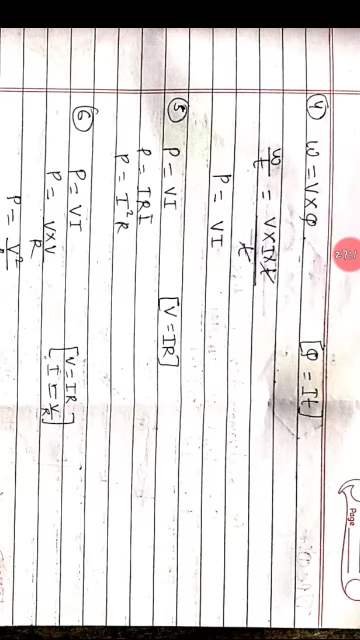 Page
④ W = V×Q [Q = It]
W/t = V×I×t/t
P = VI
⑤ P = VI [V = IR]
P = IRI
P = I²R
⑥ P = VI [V = IR]
P = V×V/R [I = V/R]
P = V²/R